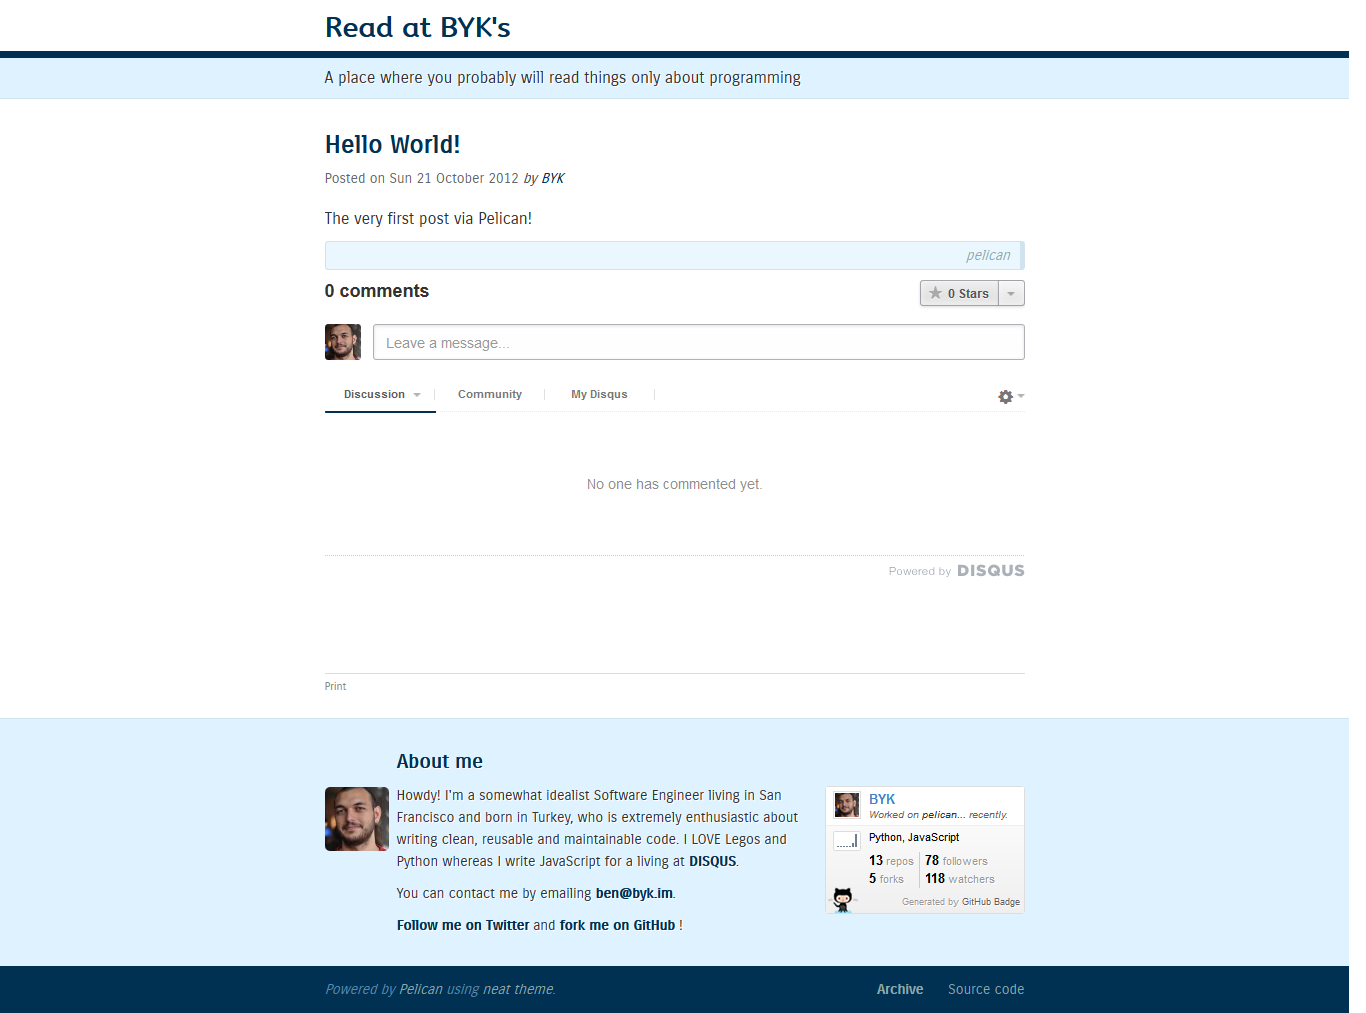 Read at BYK's
A place where you probably will read things only about programming
Hello World!
Posted on Sun 21 October 2012 by BYK
The very first post via Pelican!
pelican
0 comments
0 Stars
Leave a message...
Discussion Community My Disqus
No one has commented yet.
Powered by DISQUS
Print
About me
Howdy! I'm a somewhat idealist Software Engineer living in San
Francisco and born in Turkey, who is extremely enthusiastic about
writing clean, reusable and maintainable code. I LOVE Legos and
Python whereas I write JavaScript for a living at DISQUS.
You can contact me by emailing ben@byk.im.
Follow me on Twitter and fork me on GitHub !
BYK
Worked on pelican... recently.
Python, JavaScript
13 repos 78 followers
5 forks 118 watchers
Generated by GitHub Badge
Powered by Pelican using neat theme.
Archive Source code